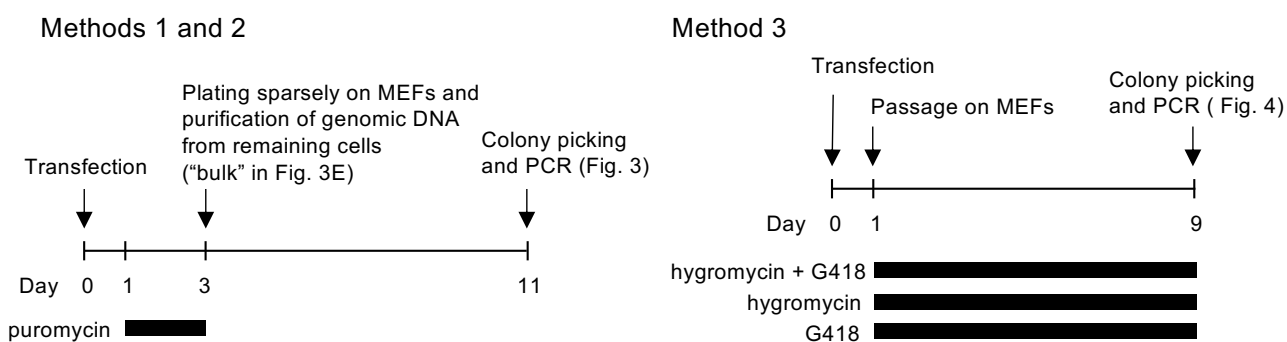 Methods 1 and 2
Plating sparsely on MEFs and
purification of genomic DNA
from remaining cells
(“bulk” in Fig. 3E)
Transfection
Colony picking
and PCR (Fig. 3)
Day 0 1 3 11
puromycin
Method 3
Transfection
Passage on MEFs
Colony picking
and PCR ( Fig. 4)
Day 0 1 9
hygromycin + G418
hygromycin
G418